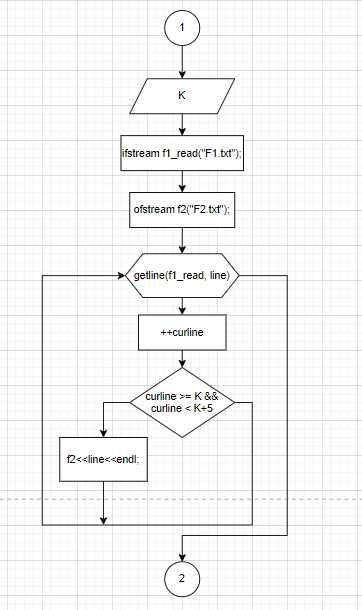 1
K
ifstream f1_read("F1.txt");
ofstream f2("F2.txt");
getline(f1_read, line)
++curline
curline >= K &&
curline < K+5
f2<<line<<endl;
2